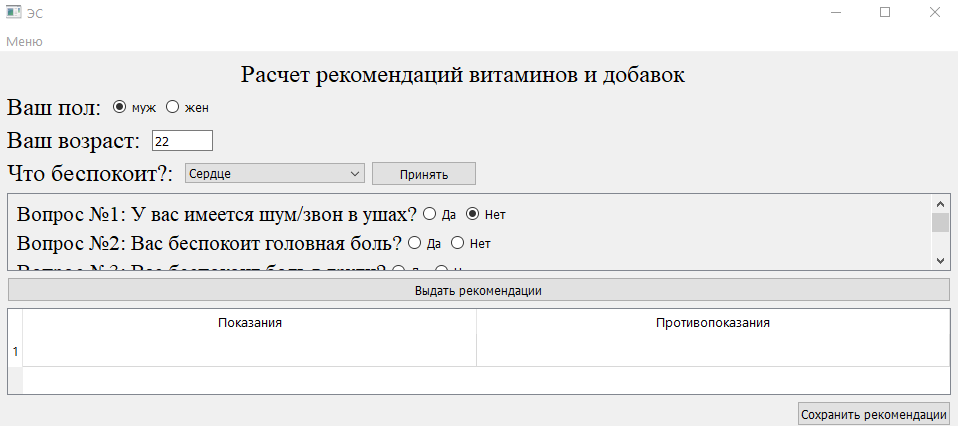 ЭС
Меню
Расчет рекомендаций витаминов и добавок
Ваш пол: муж жен
Ваш возраст: 22
Что беспокоит?: Сердце Принять
Вопрос №1: У вас имеется шум/звон в ушах? Да Нет
Вопрос №2: Вас беспокоит головная боль? Да Нет
Вопрос №3: Вас беспокоит боль в груди? Да Нет
Выдать рекомендации
Показания Противопоказания
1
Сохранить рекомендации